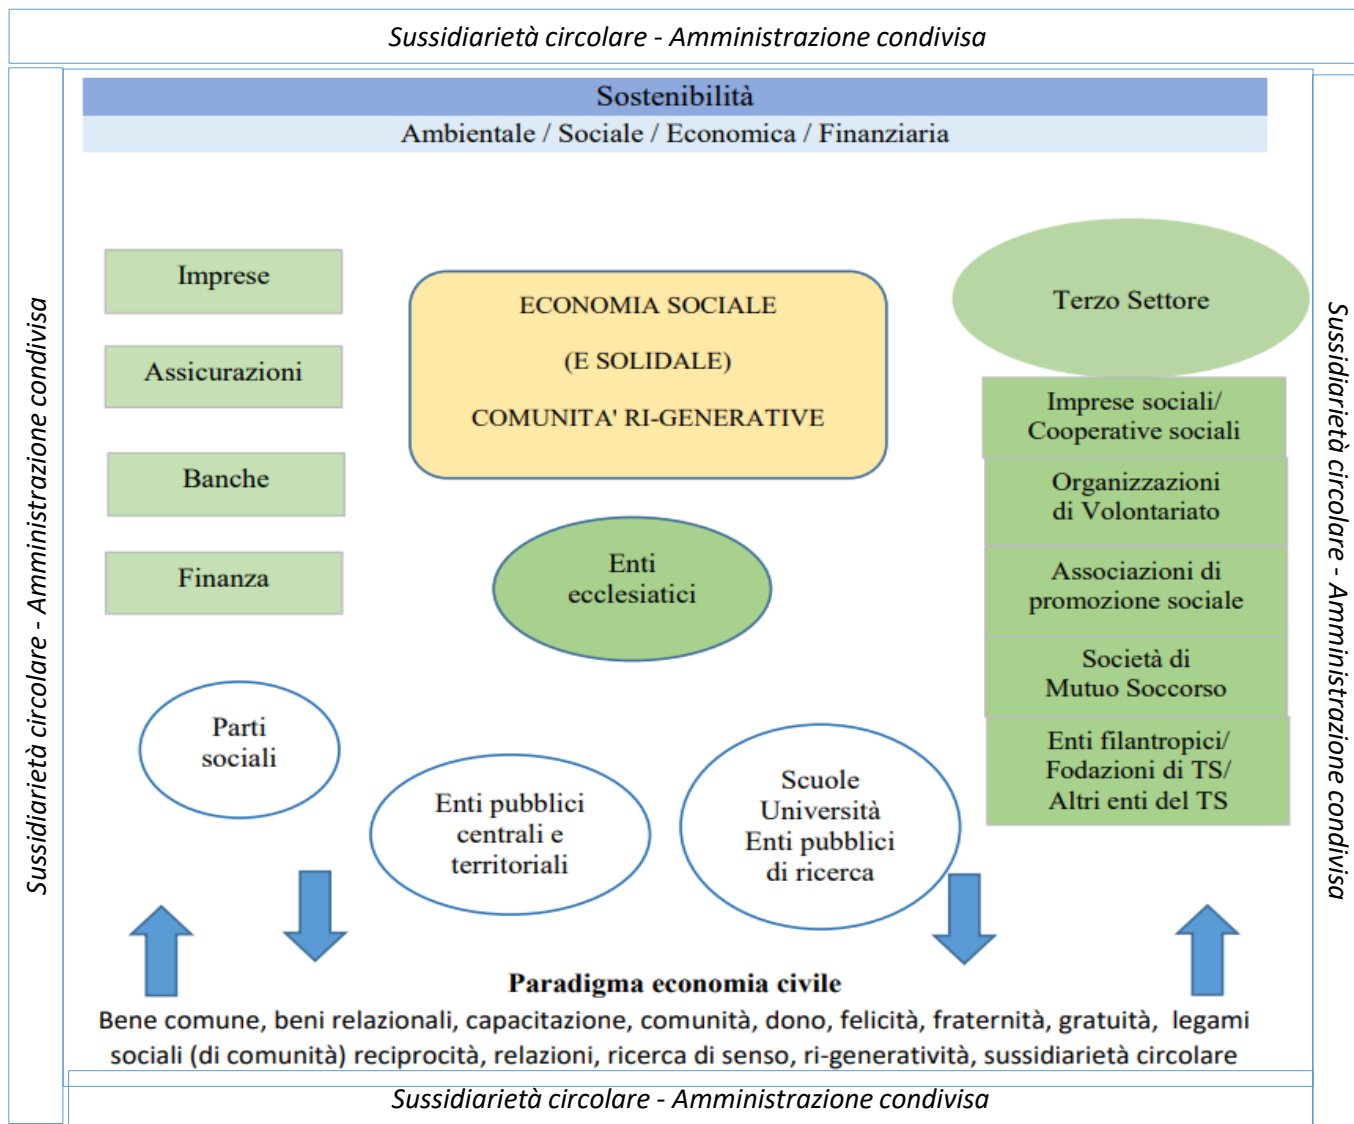 Sussidiarietà circolare - Amministrazione condivisa
Sostenibilità
Ambientale / Sociale / Economica / Finanziaria
Sussidiarietà circolare - Amministrazione condivisa
Imprese
Assicurazioni
Banche
Finanza
ECONOMIA SOCIALE
(E SOLIDALE)
COMUNITA' RI-GENERATIVE
Enti
ecclesiatici
Terzo Settore
Imprese sociali/
Cooperative sociali
Organizzazioni
di Volontariato
Associazioni di
promozione sociale
Società di
Mutuo Soccorso
Enti filantropici/
Fodazioni di TS/
Altri enti del TS
Sussidiarietà circolare - Amministrazione condivisa
Parti
sociali
Enti pubblici
centrali e
territoriali
Scuole
Università
Enti pubblici
di ricerca
Paradigma economia civile
Bene comune, beni relazionali, capacitazione, comunità, dono, felicità, fraternità, gratuità, legami
sociali (di comunità) reciprocità, relazioni, ricerca di senso, ri-generatività, sussidiarietà circolare
Sussidiarietà circolare - Amministrazione condivisa